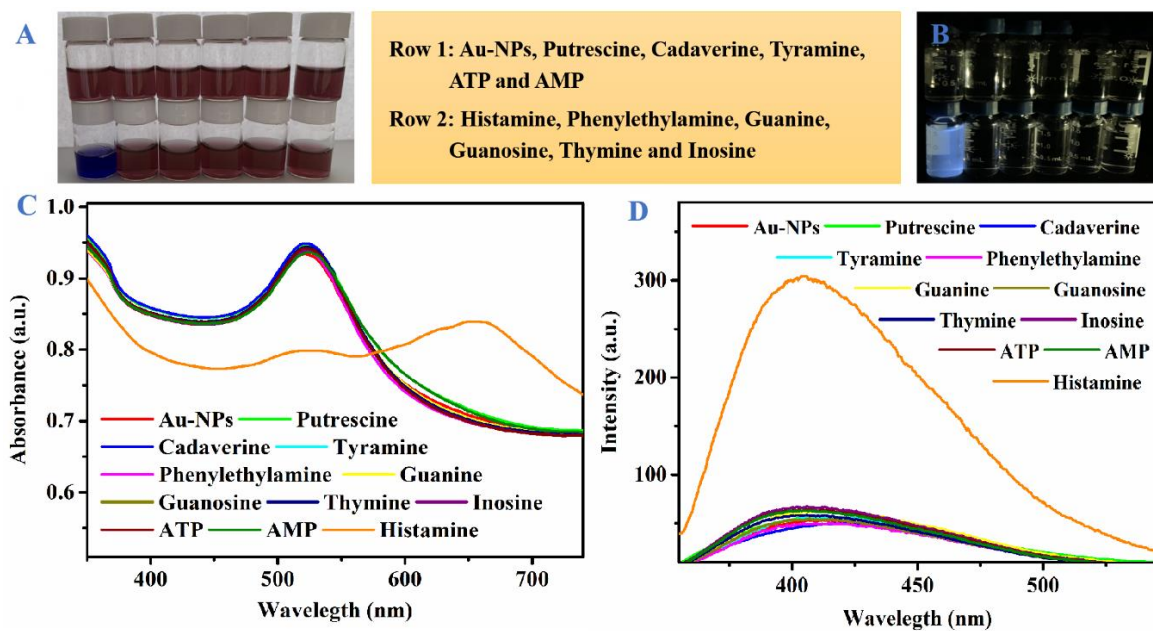 A
Row 1: Au-NPs, Putrescine, Cadaverine, Tyramine,
ATP and AMP
Row 2: Histamine, Phenylethylamine, Guanine,
Guanosine, Thymine and Inosine
B
C
1.0
0.9
0.8
0.7
0.6
Absorbance (a.u.)
Au-NPs Putrescine
Cadaverine Tyramine
Phenylethylamine Guanine
Guanosine Thymine Inosine
ATP AMP Histamine
400 500 600 700
Wavelegth (nm)
D
300
200
100
Intensity (a.u.)
Au-NPs Putrescine Cadaverine
Tyramine Phenylethylamine
Guanine Guanosine
Thymine Inosine
ATP AMP
Histamine
400 450 500
Wavelegth (nm)